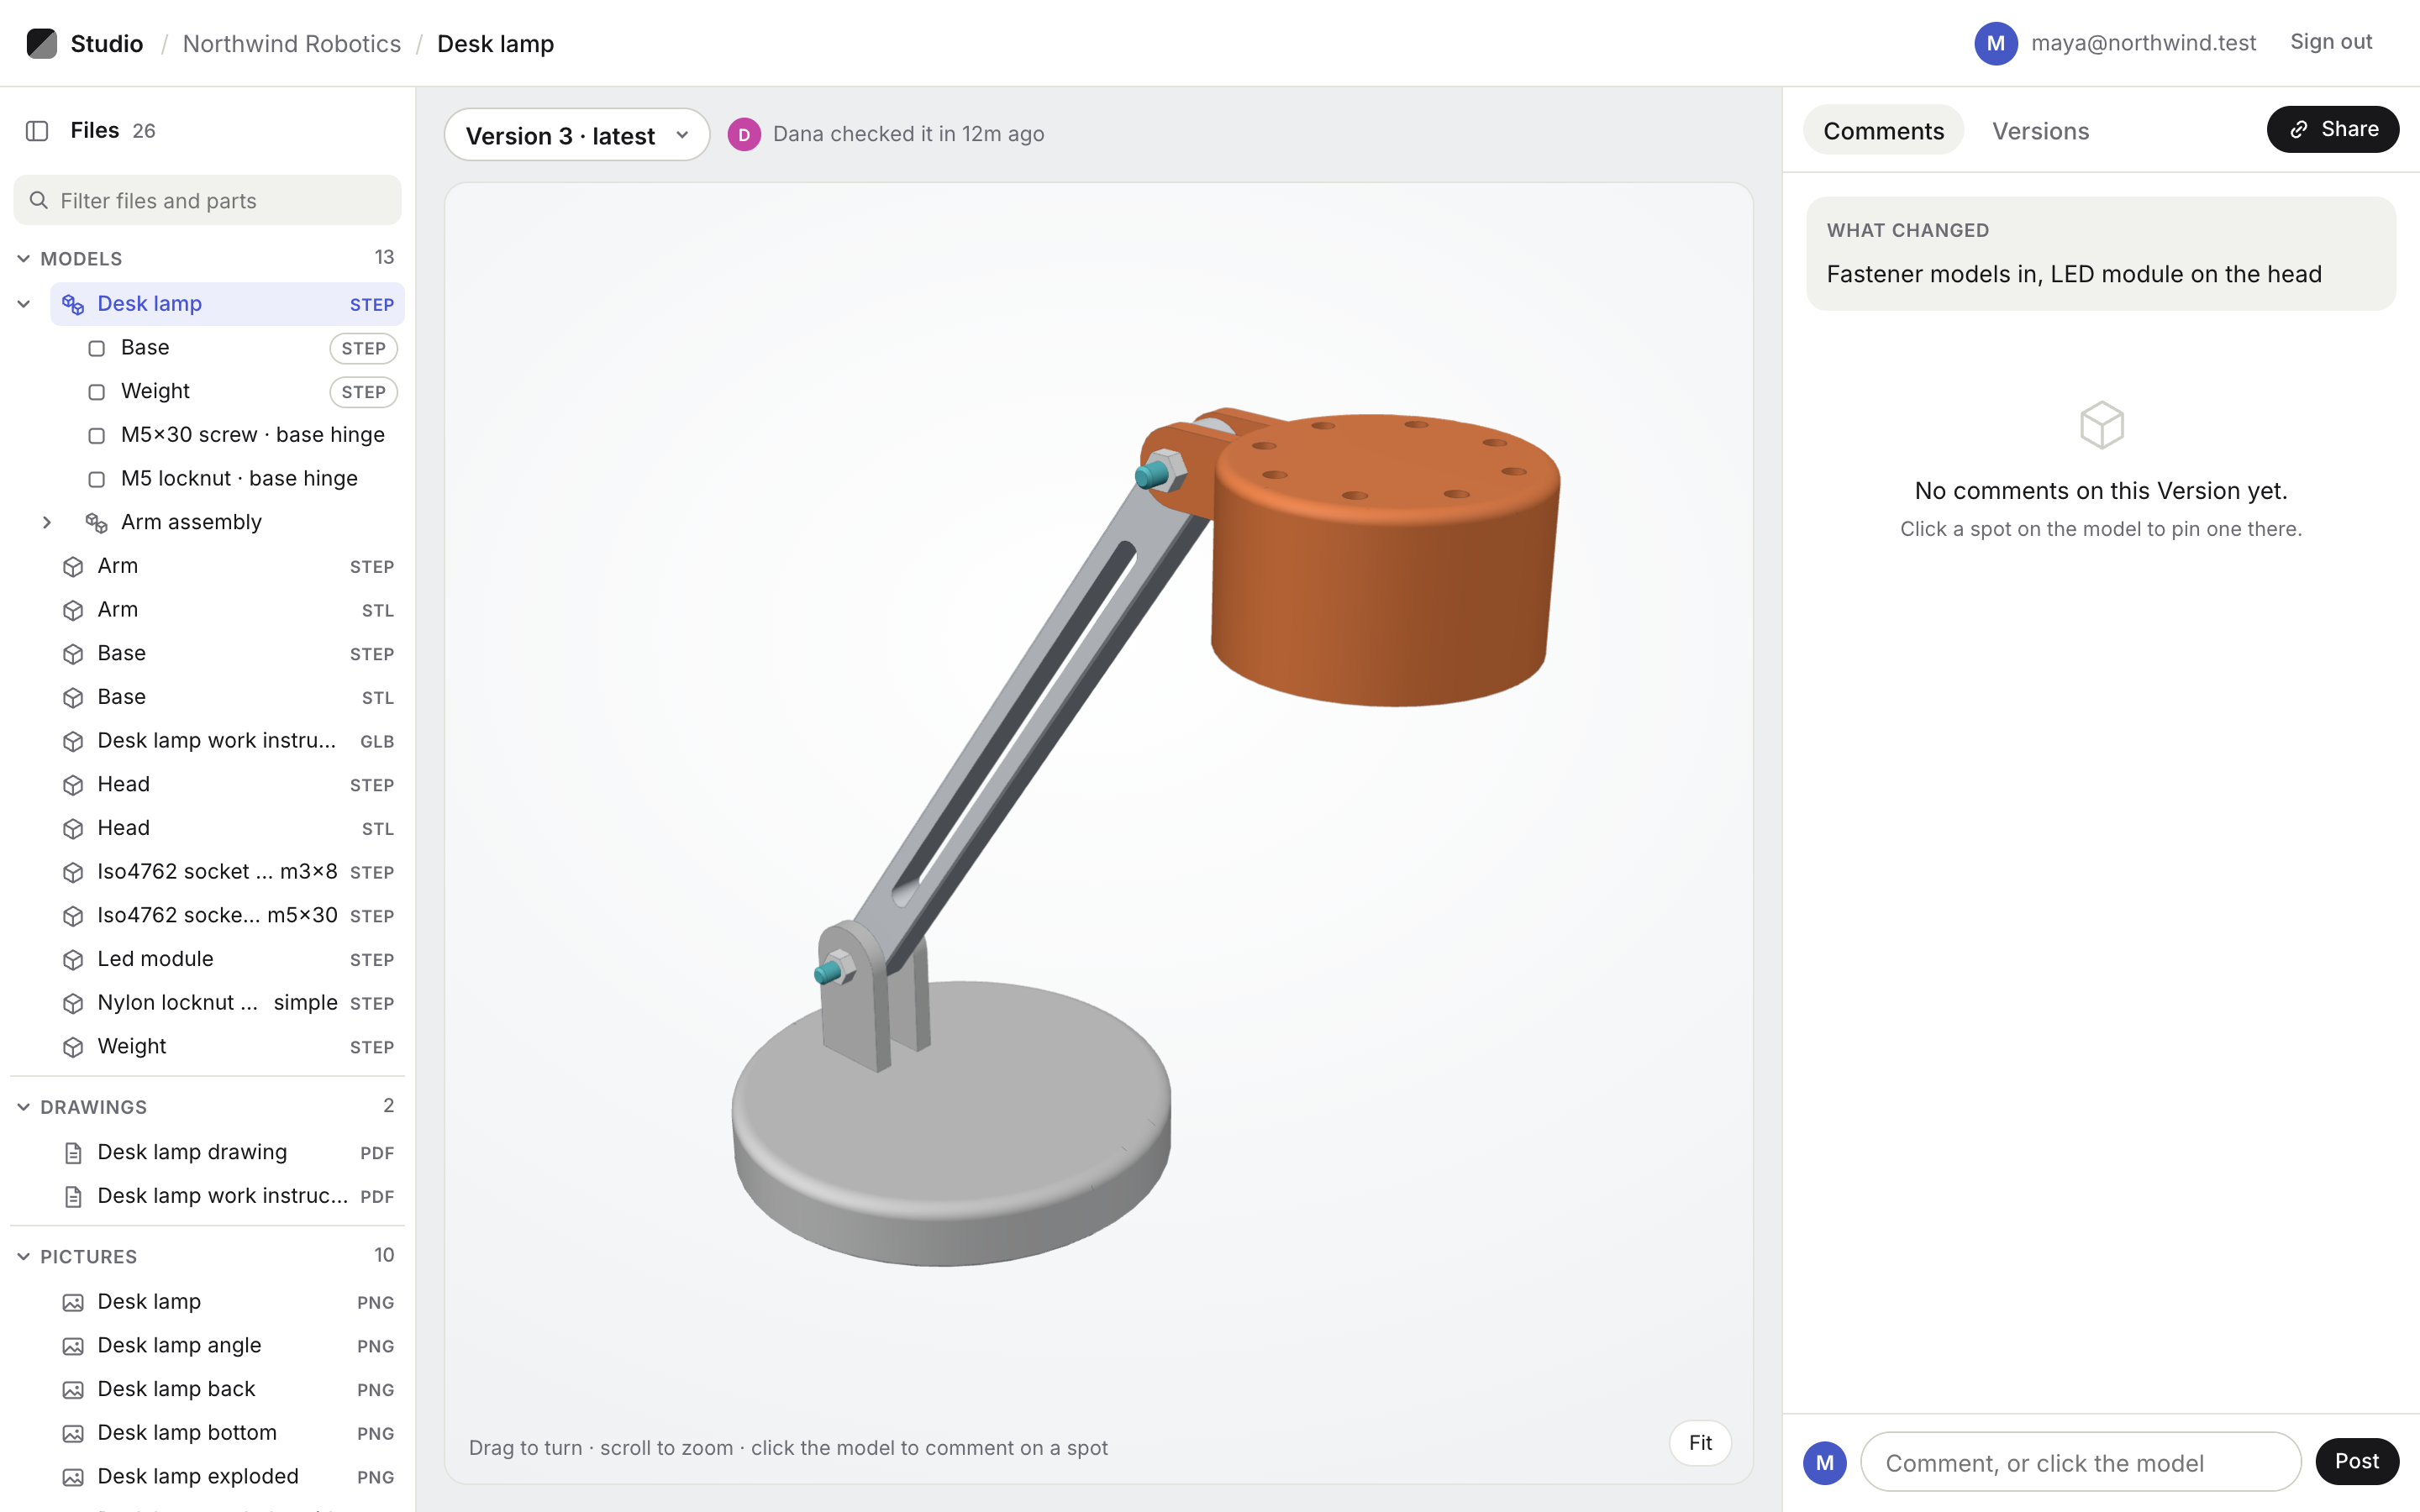 Studio / Northwind Robotics / Desk lamp
M maya@northwind.test Sign out
Files 26
Filter files and parts
MODELS 13
Desk lamp STEP
Base STEP
Weight STEP
M5×30 screw · base hinge
M5 locknut · base hinge
Arm assembly
Arm STEP
Arm STL
Base STEP
Base STL
Desk lamp work instru... GLB
Head STEP
Head STL
Iso4762 socket ... m3×8 STEP
Iso4762 socke... m5×30 STEP
Led module STEP
Nylon locknut ... simple STEP
Weight STEP
DRAWINGS 2
Desk lamp drawing PDF
Desk lamp work instruc... PDF
PICTURES 10
Desk lamp PNG
Desk lamp angle PNG
Desk lamp back PNG
Desk lamp bottom PNG
Desk lamp exploded PNG
Version 3 · latest
D Dana checked it in 12m ago
Drag to turn · scroll to zoom · click the model to comment on a spot
Fit
Comments Versions Share
WHAT CHANGED
Fastener models in, LED module on the head
No comments on this Version yet.
Click a spot on the model to pin one there.
M Comment, or click the model Post